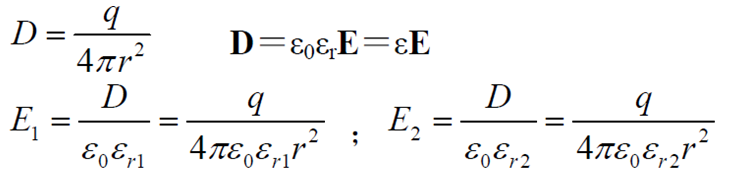 D = q / 4πr²    D＝ε₀εᵣE＝εE
E₁ = D / ε₀εᵣ₁ = q / 4πε₀εᵣ₁r² ； E₂ = D / ε₀εᵣ₂ = q / 4πε₀εᵣ₂r²